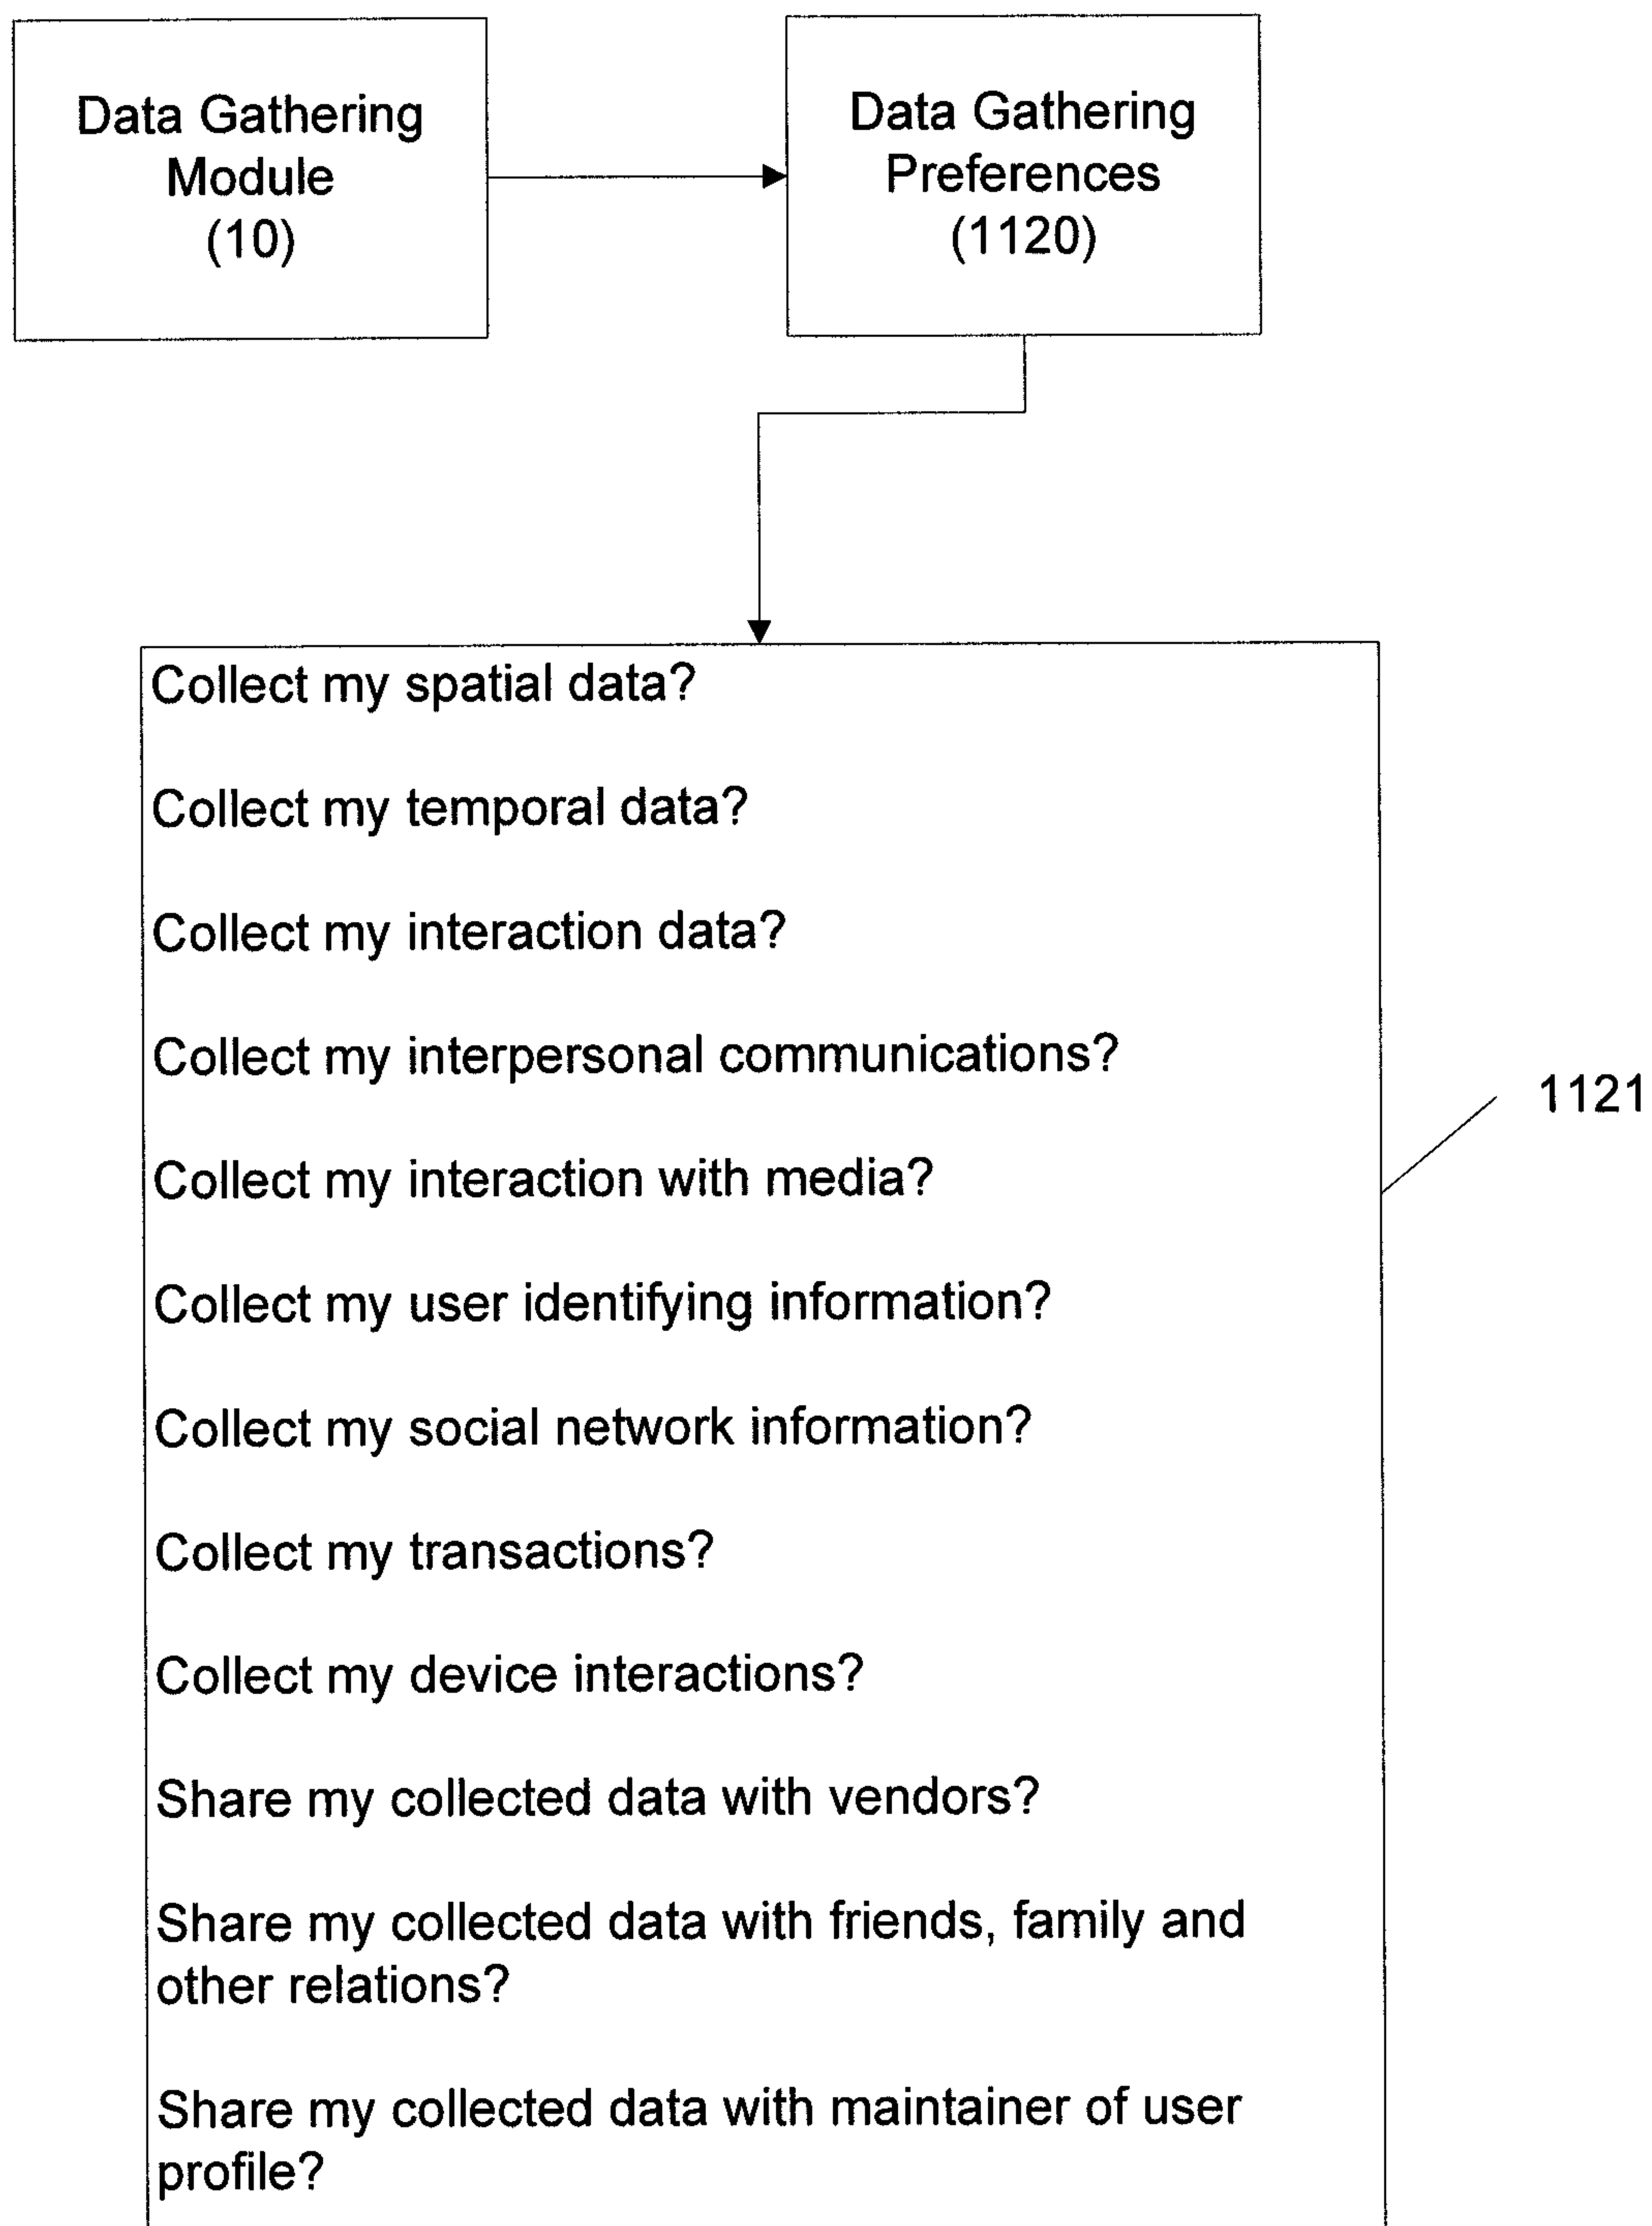 Data Gathering
Module
(10)
Data Gathering
Preferences
(1120)
Collect my spatial data?
Collect my temporal data?
Collect my interaction data?
Collect my interpersonal communications?
1121
Collect my interaction with media?
Collect my user identifying information?
Collect my social network information?
Collect my transactions?
Collect my device interactions?
Share my collected data with vendors?
Share my collected data with friends, family and
other relations?
Share my collected data with maintainer of user
profile?